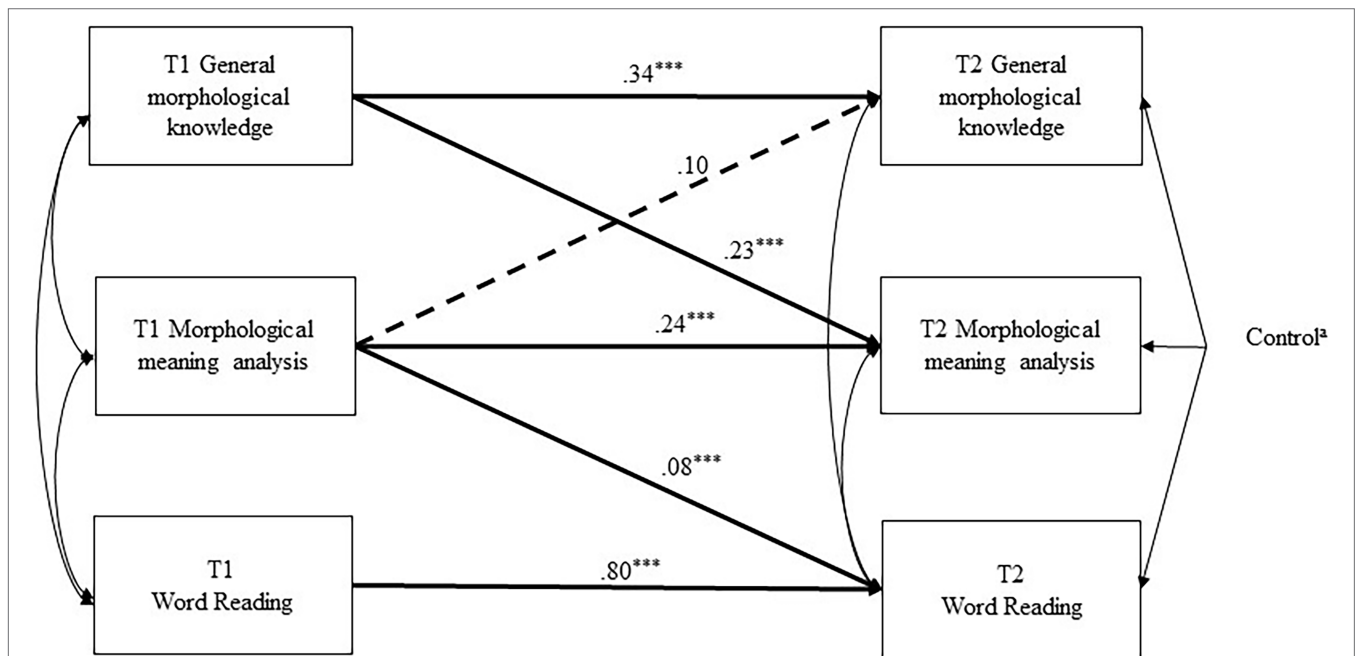 T1 General
morphological
knowledge
.34***
T2 General
morphological
knowledge
.10
.23***
T1 Morphological
meaning analysis
.24***
T2 Morphological
meaning analysis
Controlª
.08***
T1
Word Reading
.80***
T2
Word Reading